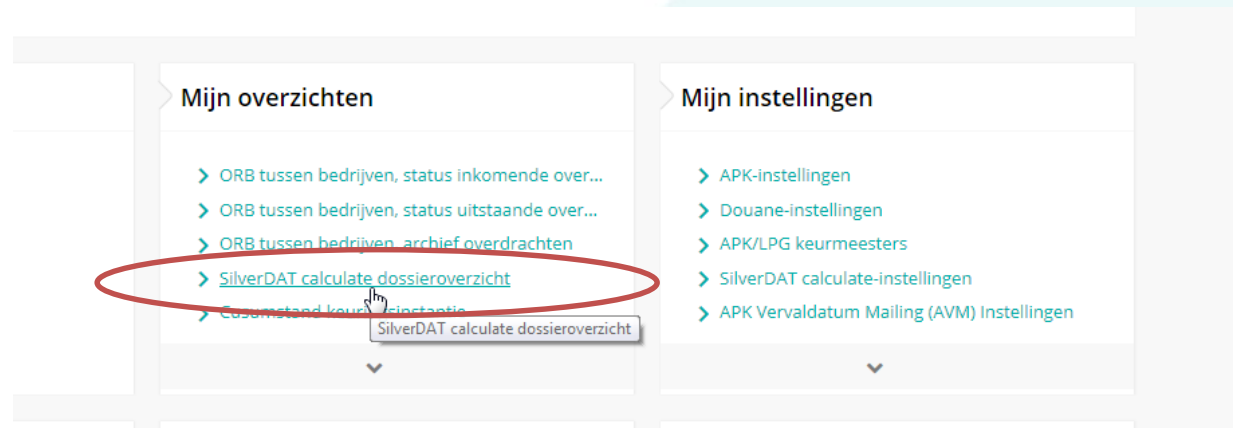 Mijn overzichten
ORB tussen bedrijven, status inkomende over...
ORB tussen bedrijven, status uitstaande over...
ORB tussen bedrijven, archief overdrachten
SilverDAT calculate dossieroverzicht
SilverDAT calculate dossieroverzicht
Mijn instellingen
APK-instellingen
Douane-instellingen
APK/LPG keurmeesters
SilverDAT calculate-instellingen
APK Vervaldatum Mailing (AVM) Instellingen